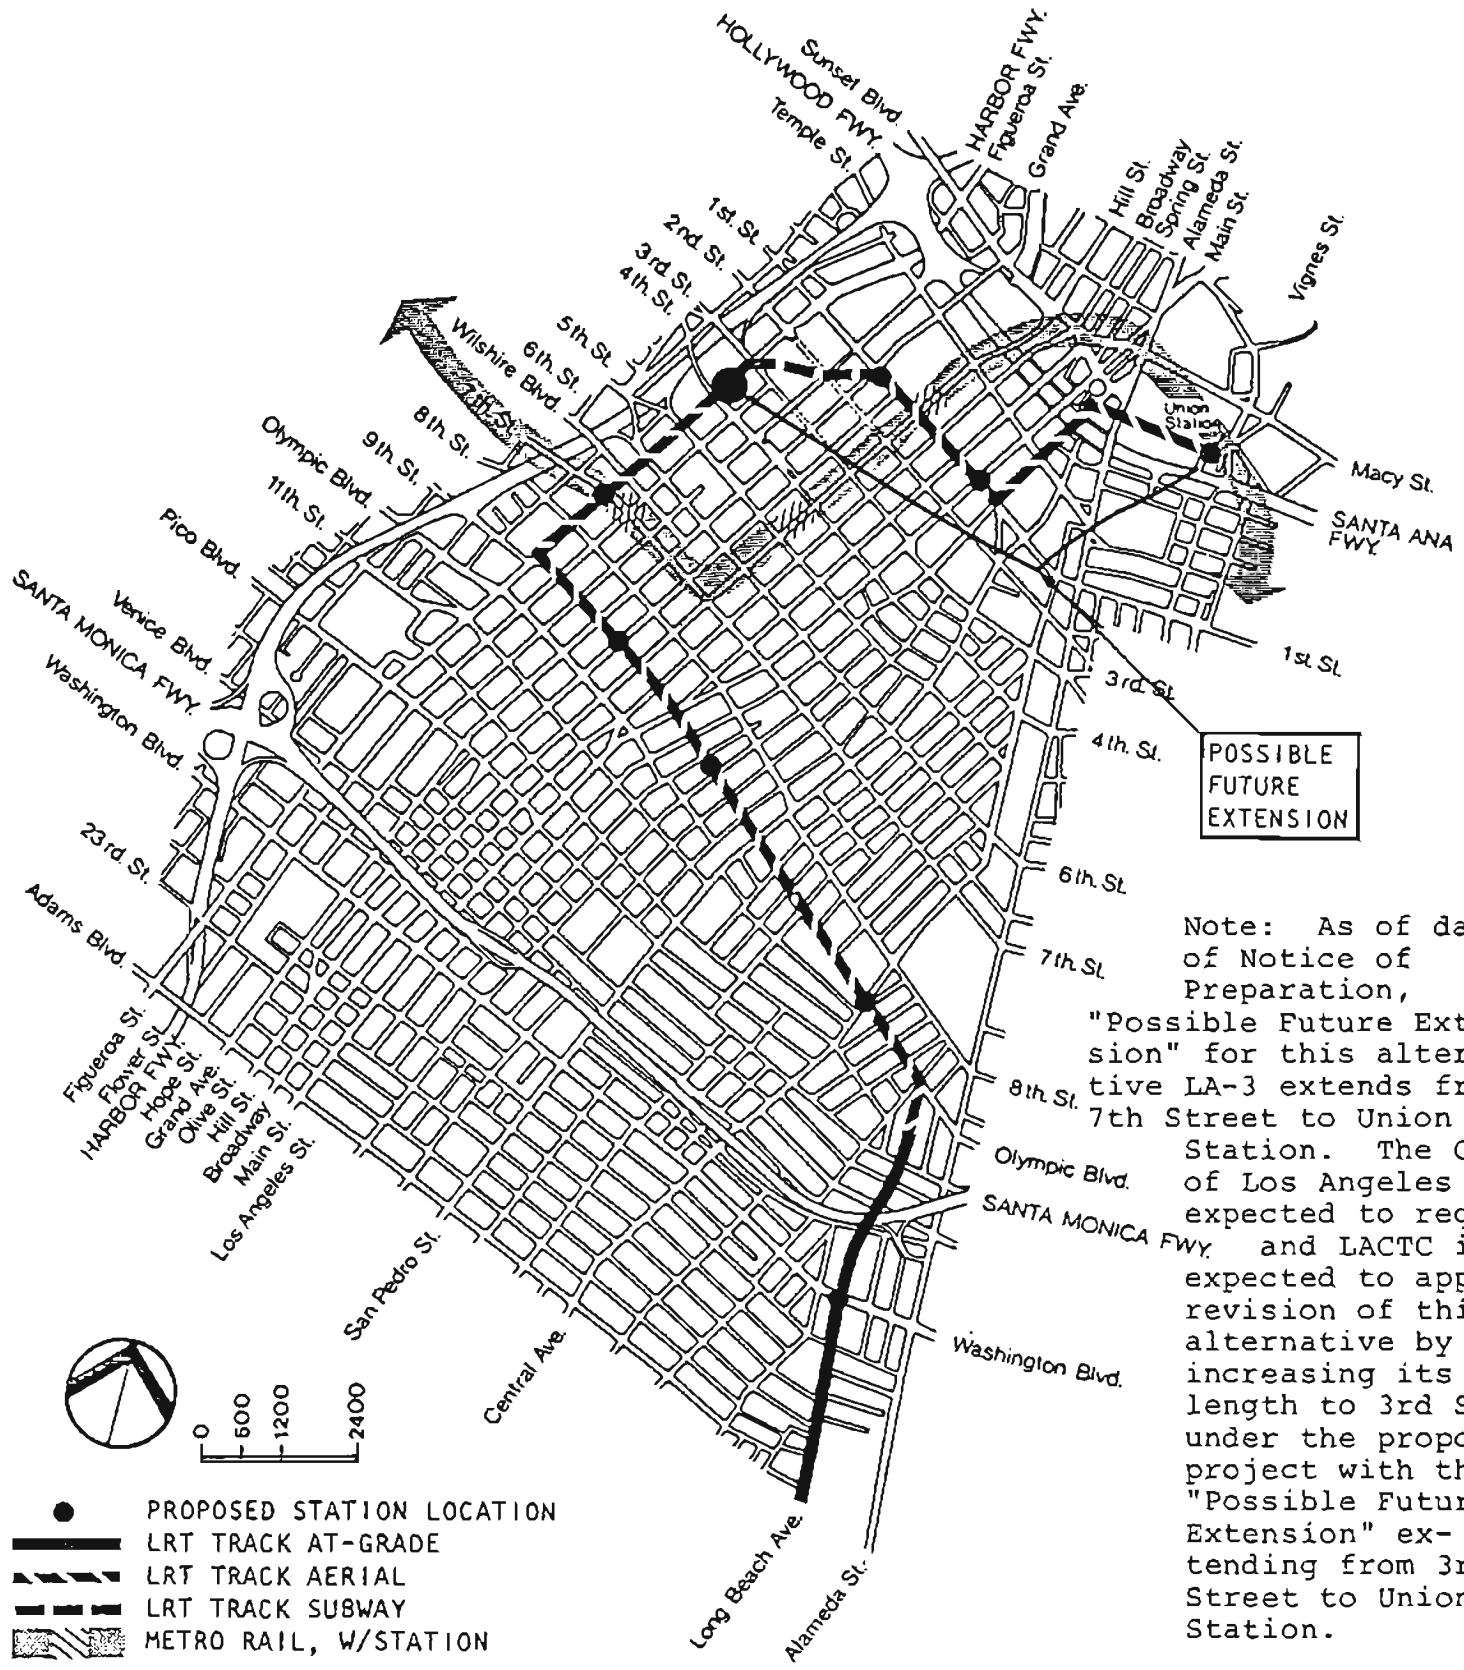 HOLLYWOOD FWY.
Sunset Blvd.
HARBOR FWY.
Figueroa St.
Grand Ave.
Temple St.
Hill St.
Broadway
Spring St.
Alameda St.
Main St.
Vignes St.
1st. St.
2nd. St.
3rd. St.
4th. St.
5th. St.
6th. St.
Wilshire Blvd.
8th. St.
9th. St.
Olympic Blvd.
11th. St.
Pico Blvd.
Venice Blvd.
SANTA MONICA FWY.
Washington Blvd.
23rd. St.
Adams Blvd.
Union
Station
Macy St.
SANTA ANA
FWY.
1st. St.
3rd. St.
4th. St.
6th. St.
7th. St.
8th. St.
Olympic Blvd.
SANTA MONICA FWY.
Washington Blvd.
POSSIBLE
FUTURE
EXTENSION
Figueroa St.
Flower St.
HARBOR FWY.
Hope St.
Grand Ave.
Olive St.
Hill St.
Broadway
Main St.
Los Angeles St.
San Pedro St.
Central Ave.
Long Beach Ave.
Alameda St.
Note: As of da
of Notice of
Preparation,
"Possible Future Ext
sion" for this alter
tive LA-3 extends fr
7th Street to Union
Station. The C
of Los Angeles
expected to req
and LACTC i
expected to app
revision of thi
alternative by
increasing its
length to 3rd S
under the propo
project with th
"Possible Futur
Extension" ex-
tending from 3r
Street to Union
Station.
0 600 1200 2400
PROPOSED STATION LOCATION
LRT TRACK AT-GRADE
LRT TRACK AERIAL
LRT TRACK SUBWAY
METRO RAIL, W/STATION